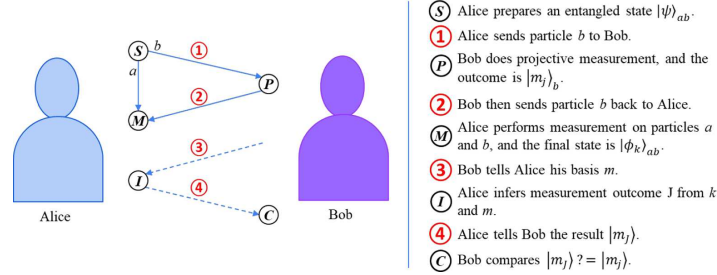 S
b
1
a
P
2
M
3
I
4
C
Alice
Bob
S Alice prepares an entangled state |ψ⟩ab.
1 Alice sends particle b to Bob.
P Bob does projective measurement, and the
outcome is |mj⟩b.
2 Bob then sends particle b back to Alice.
M Alice performs measurement on particles a
and b, and the final state is |ϕk⟩ab.
3 Bob tells Alice his basis m.
I Alice infers measurement outcome J from k
and m.
4 Alice tells Bob the result |mJ⟩.
C Bob compares |mJ⟩ ? = |mj⟩.